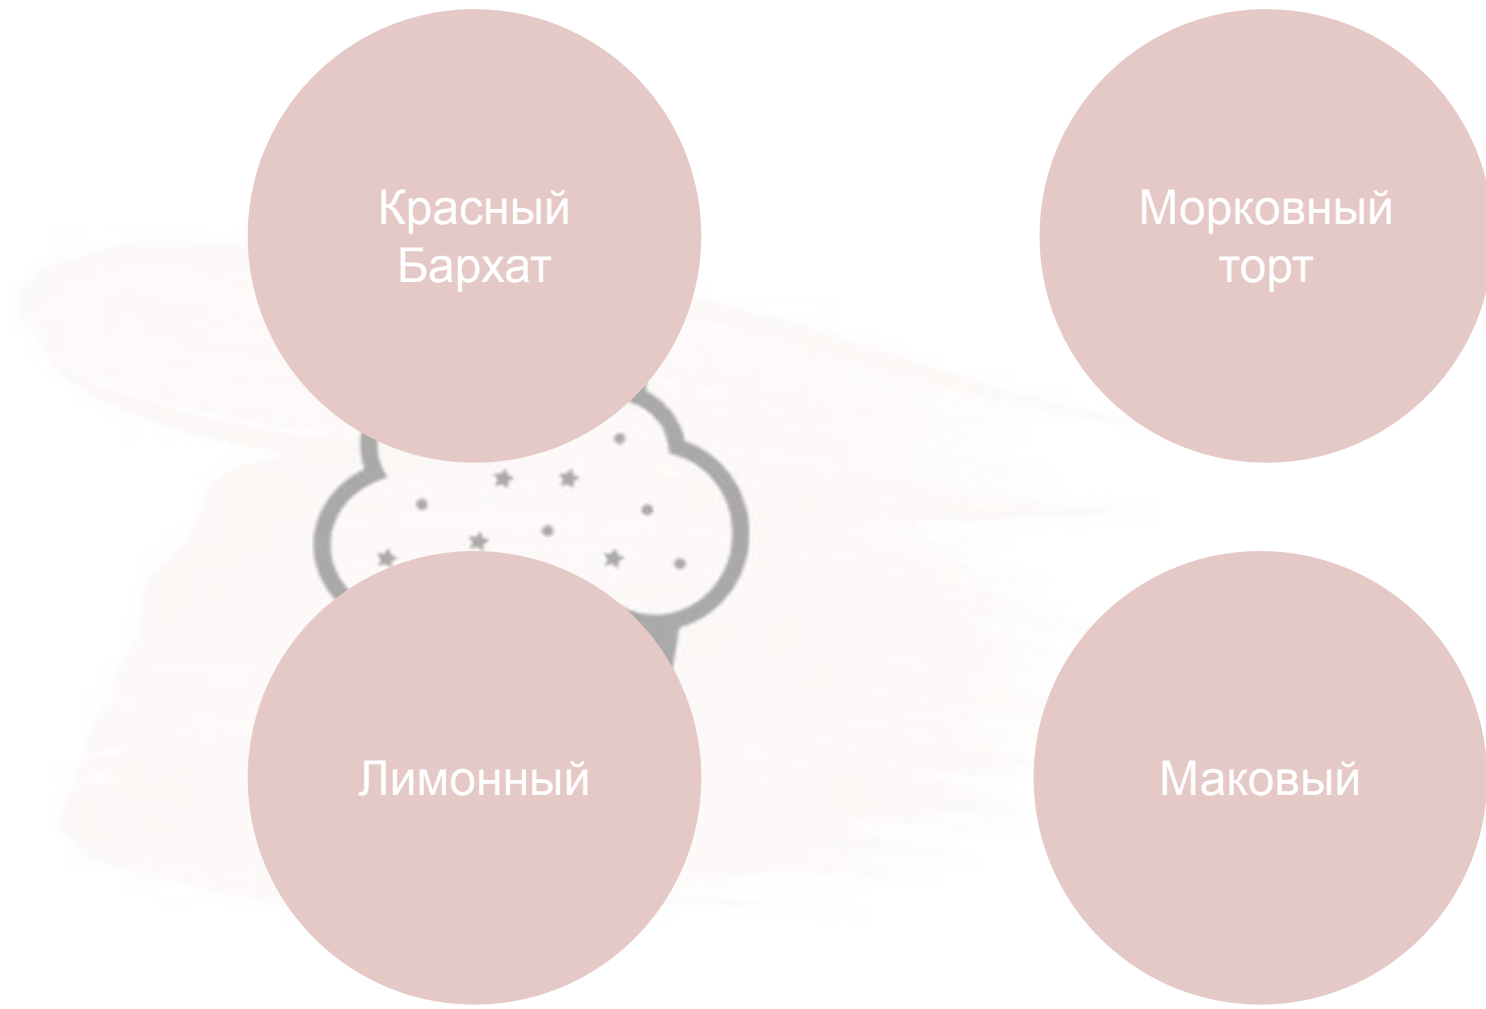 Красный
Бархат
Морковный
торт
Лимонный
Маковый